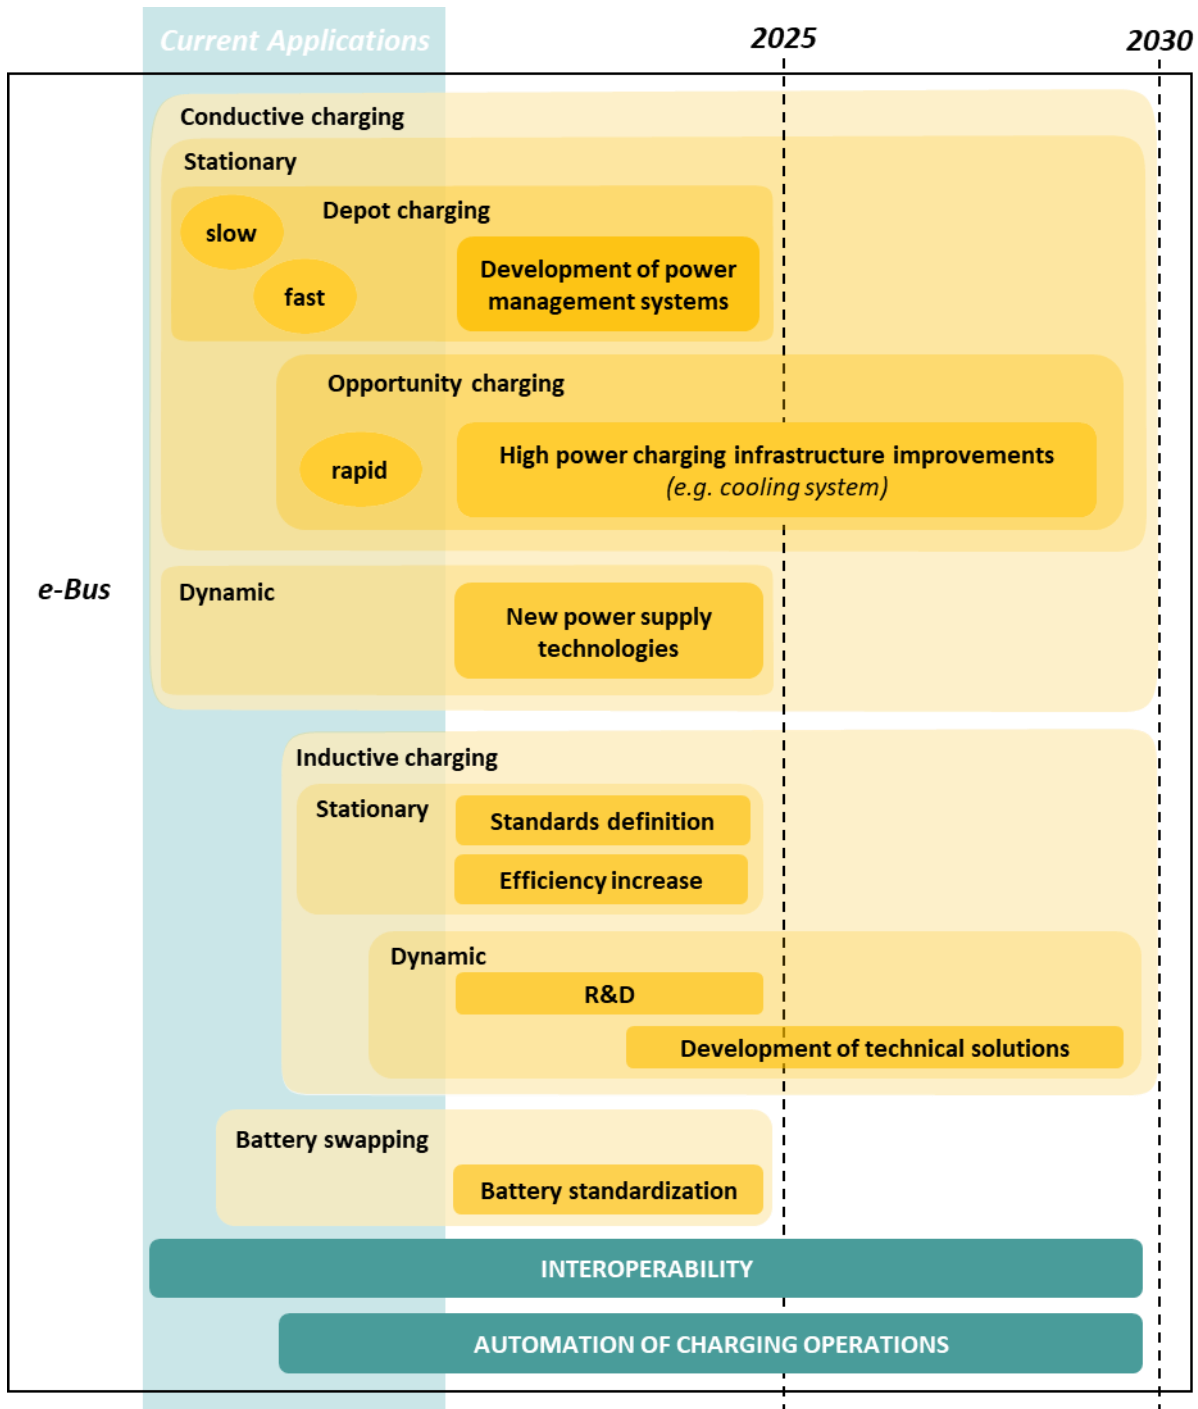 Current Applications
2025
2030
Conductive charging
Stationary
Depot charging
slow
fast
Development of power
management systems
Opportunity charging
rapid
High power charging infrastructure improvements
(e.g. cooling system)
e-Bus
Dynamic
New power supply
technologies
Inductive charging
Stationary
Standards definition
Efficiency increase
Dynamic
R&D
Development of technical solutions
Battery swapping
Battery standardization
INTEROPERABILITY
AUTOMATION OF CHARGING OPERATIONS